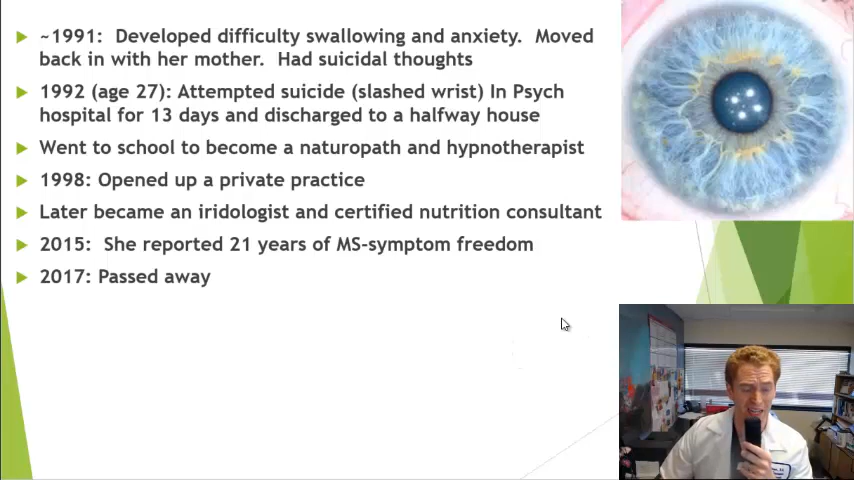 ~1991: Developed difficulty swallowing and anxiety. Moved
back in with her mother. Had suicidal thoughts
1992 (age 27): Attempted suicide (slashed wrist) In Psych
hospital for 13 days and discharged to a halfway house
Went to school to become a naturopath and hypnotherapist
1998: Opened up a private practice
Later became an iridologist and certified nutrition consultant
2015: She reported 21 years of MS-symptom freedom
2017: Passed away